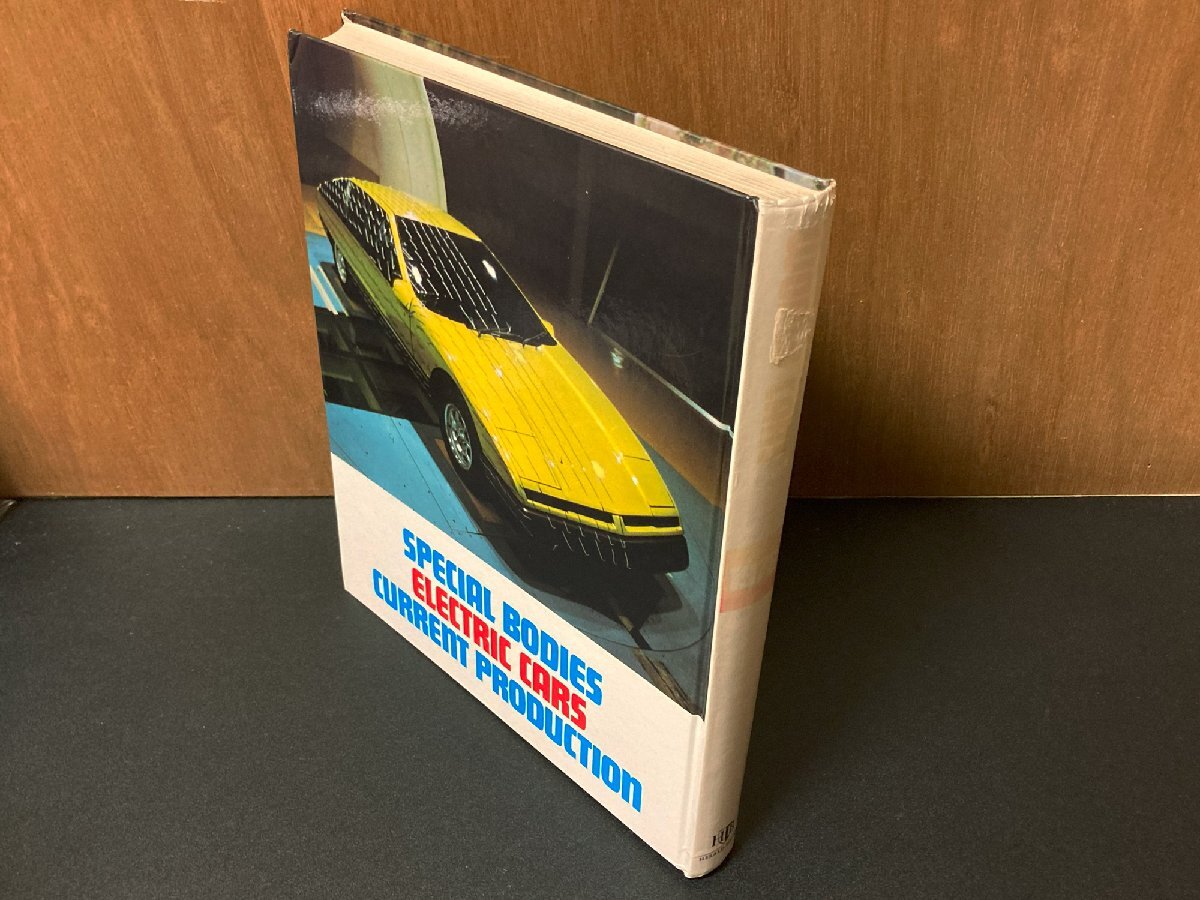 SPECIAL BODIES
ELECTRIC CARS
CURRENT PRODUCTION